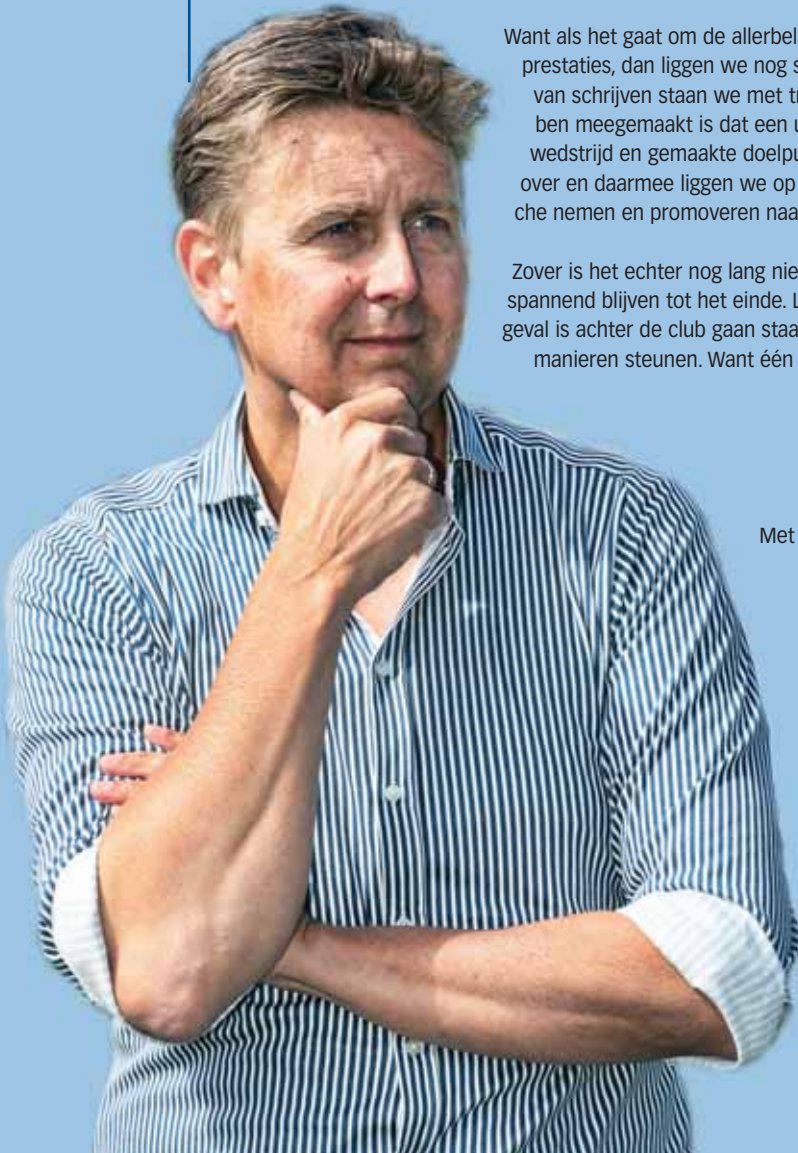 Want als het gaat om de allerbel
prestaties, dan liggen we nog s
van schrijven staan we met tr
ben meegemaakt is dat een u
wedstrijd en gemaakte doelpu
over en daarmee liggen we op
che nemen en promoveren naa
Zover is het echter nog lang nie
spannend blijven tot het einde. L
geval is achter de club gaan staa
manieren steunen. Want één
Met